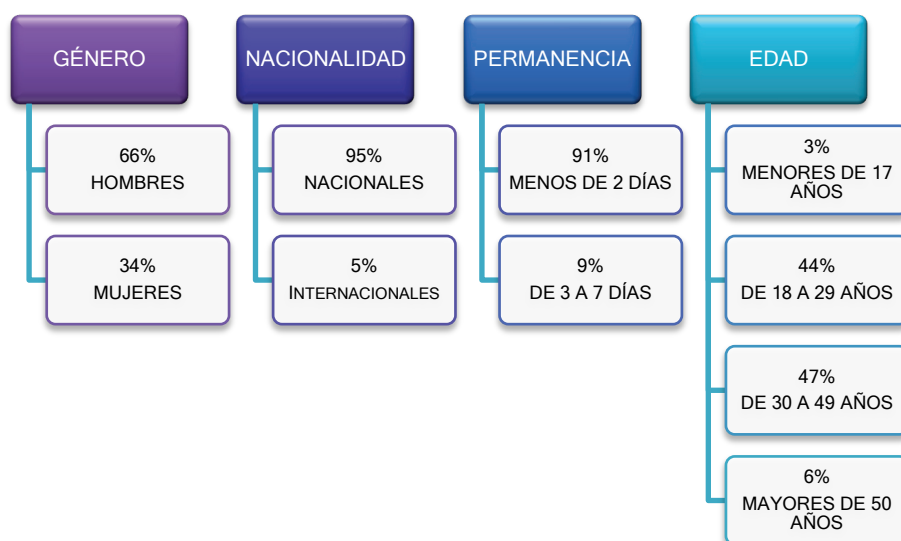 GÉNERO
66%
HOMBRES
34%
MUJERES
NACIONALIDAD
95%
NACIONALES
5%
INTERNACIONALES
PERMANENCIA
91%
MENOS DE 2 DÍAS
9%
DE 3 A 7 DÍAS
EDAD
3%
MENORES DE 17
AÑOS
44%
DE 18 A 29 AÑOS
47%
DE 30 A 49 AÑOS
6%
MAYORES DE 50
AÑOS